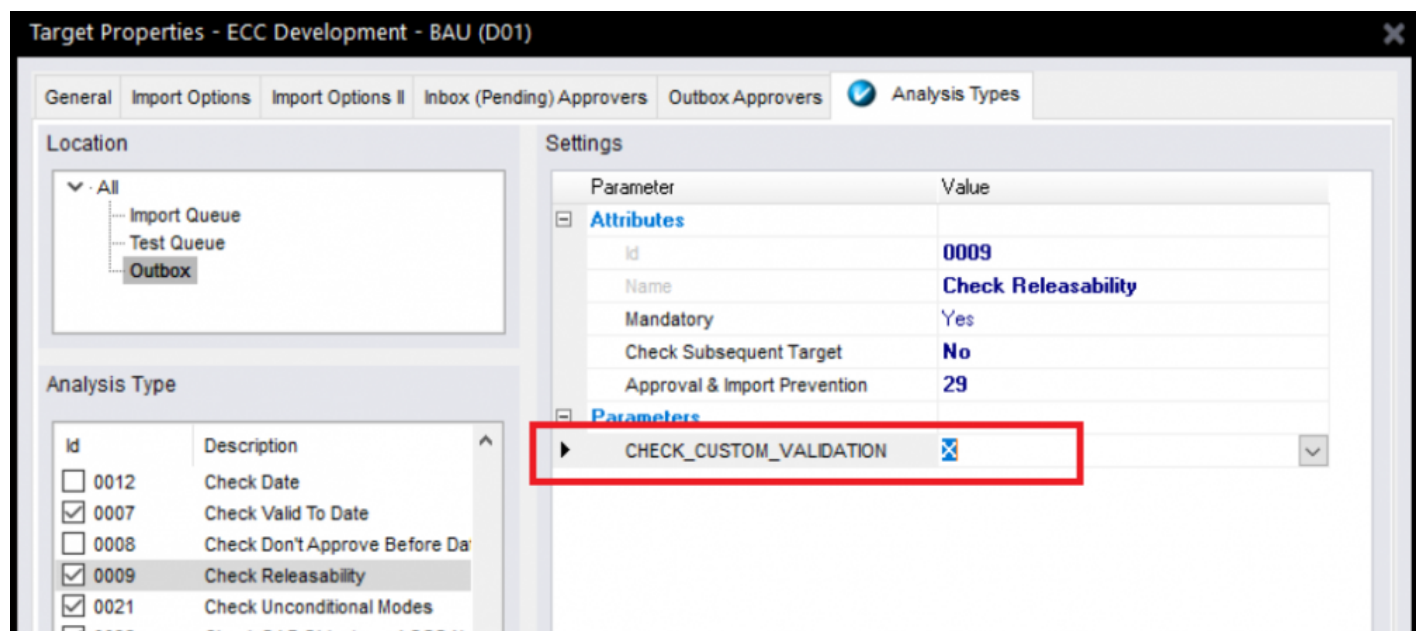 Target Properties - ECC Development - BAU (D01)
General Import Options Import Options II Inbox (Pending) Approvers Outbox Approvers Analysis Types
Location
All
Import Queue
Test Queue
Outbox
Analysis Type
Id Description
0012 Check Date
0007 Check Valid To Date
0008 Check Don't Approve Before Da
0009 Check Releasability
0021 Check Unconditional Modes
Settings
Parameter Value
Attributes
Id 0009
Name Check Releasability
Mandatory Yes
Check Subsequent Target No
Approval & Import Prevention 29
Parameters
CHECK_CUSTOM_VALIDATION X